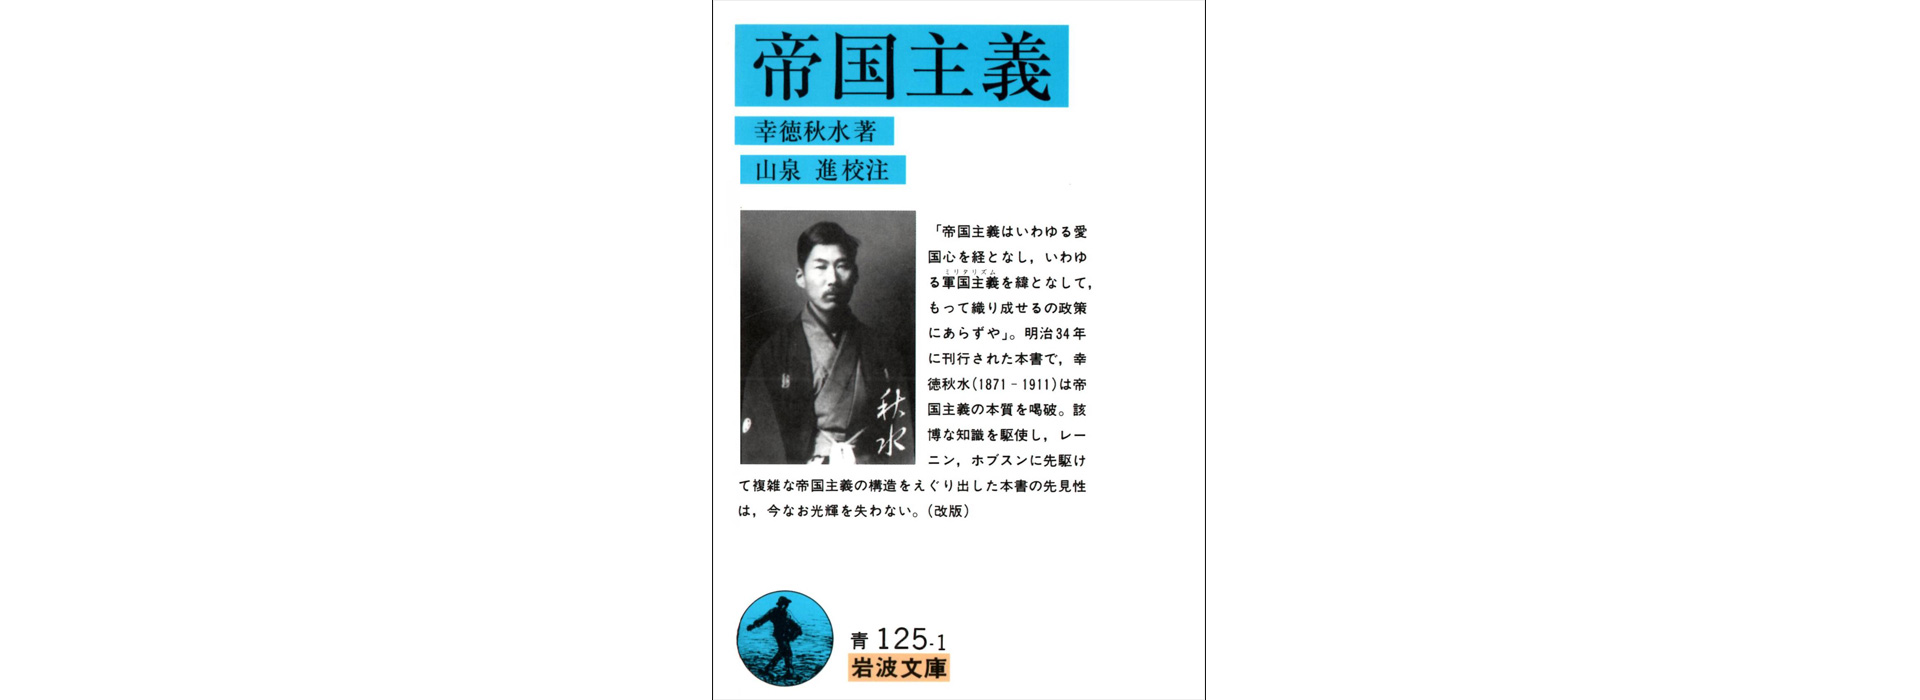 帝国主義
幸徳秋水著
山泉 進校注
「帝国主義はいわゆる愛
国心を経となし，いわゆ
ミリタリズム
る軍国主義を緯となして，
もって織り成せるの政策
にあらずや」。明治34年
に刊行された本書で，幸
徳秋水(1871‐1911)は帝
国主義の本質を喝破。該
博な知識を駆使し，レー
ニン，ホブスンに先駆け
て複雑な帝国主義の構造をえぐり出した本書の先見性
は，今なお光輝を失わない。(改版)
秋水
青 125-1
岩波文庫